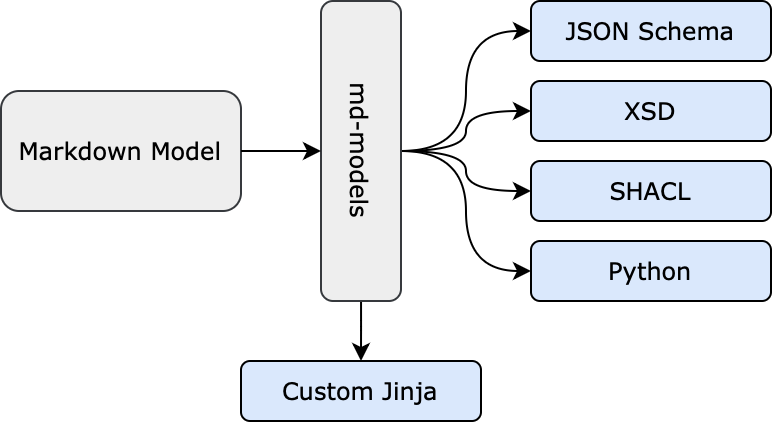 Markdown Model
md-models
JSON Schema
XSD
SHACL
Python
Custom Jinja